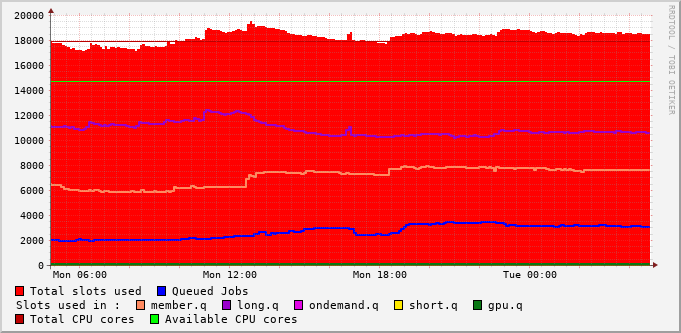 20000
18000
16000
14000
12000
10000
8000
6000
4000
2000
0
Mon 06:00 Mon 12:00 Mon 18:00 Tue 00:00
RRDTOOL / TOBI OETIKER
Total slots used Queued Jobs
Slots used in : member.q long.q ondemand.q short.q gpu.q
Total CPU cores Available CPU cores